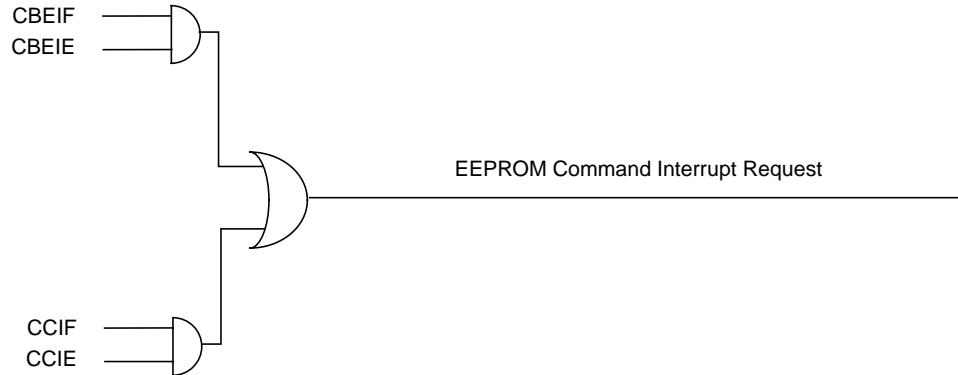 CBEIF
CBEIE
EEPROM Command Interrupt Request
CCIF
CCIE